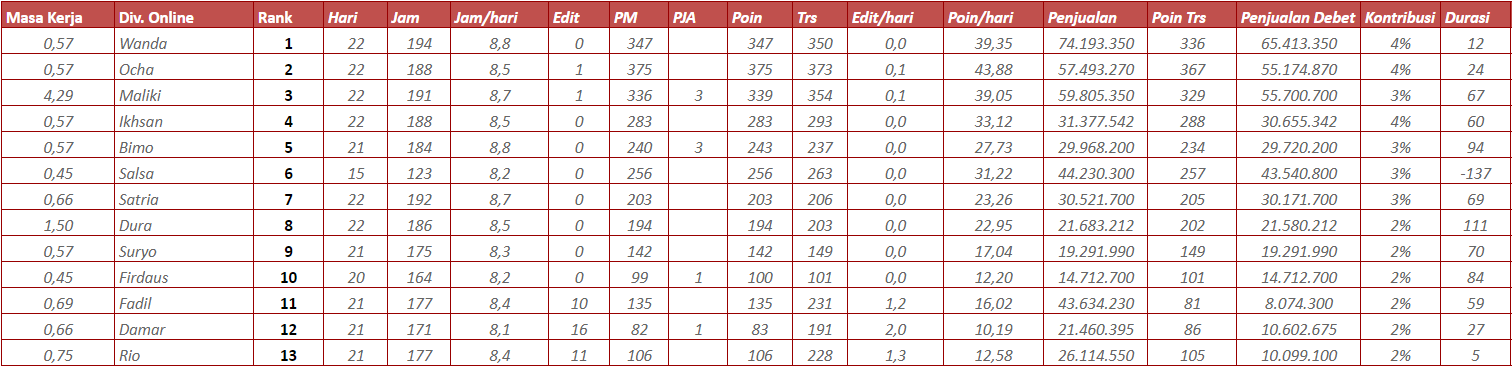 Masa Kerja Div. Online Rank Hari Jam Jam/hari Edit PM PJA Poin Trs Edit/hari Poin/hari Penjualan Poin Trs Penjualan Debet Kontribusi Durasi
0,57 Wanda 1 22 194 8,8 0 347 347 350 0,0 39,35 74.193.350 336 65.413.350 4% 12
0,57 Ocha 2 22 188 8,5 1 375 375 373 0,1 43,88 57.493.270 367 55.174.870 4% 24
4,29 Maliki 3 22 191 8,7 1 336 3 339 354 0,1 39,05 59.805.350 329 55.700.700 3% 67
0,57 Ikhsan 4 22 188 8,5 0 283 283 293 0,0 33,12 31.377.542 288 30.655.342 4% 60
0,57 Bimo 5 21 184 8,8 0 240 3 243 237 0,0 27,73 29.968.200 234 29.720.200 3% 94
0,45 Salsa 6 15 123 8,2 0 256 256 263 0,0 31,22 44.230.300 257 43.540.800 3% -137
0,66 Satria 7 22 192 8,7 0 203 203 206 0,0 23,26 30.521.700 205 30.171.700 3% 69
1,50 Dura 8 22 186 8,5 0 194 194 203 0,0 22,95 21.683.212 202 21.580.212 2% 111
0,57 Suryo 9 21 175 8,3 0 142 142 149 0,0 17,04 19.291.990 149 19.291.990 2% 70
0,45 Firdaus 10 20 164 8,2 0 99 1 100 101 0,0 12,20 14.712.700 101 14.712.700 2% 84
0,69 Fadil 11 21 177 8,4 10 135 135 231 1,2 16,02 43.634.230 81 8.074.300 2% 59
0,66 Damar 12 21 171 8,1 16 82 1 83 191 2,0 10,19 21.460.395 86 10.602.675 2% 27
0,75 Rio 13 21 177 8,4 11 106 106 228 1,3 12,58 26.114.550 105 10.099.100 2% 5